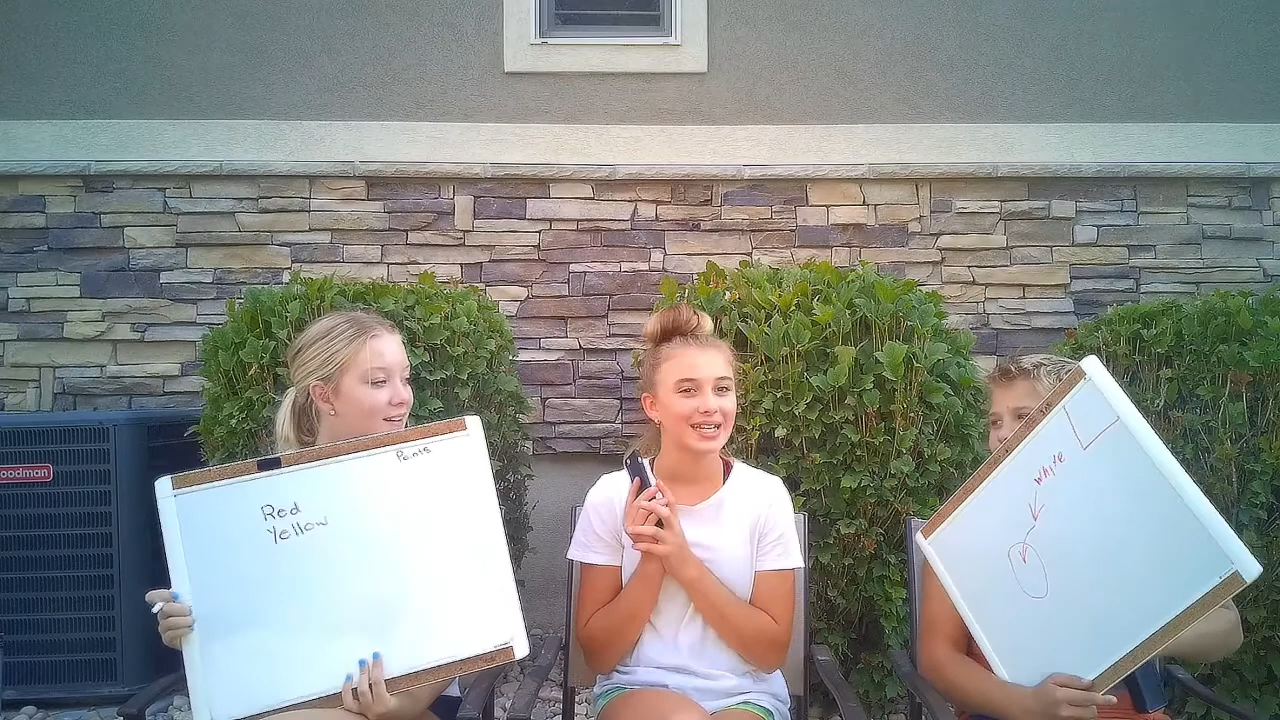 Points
Red
Yellow
white
oodman